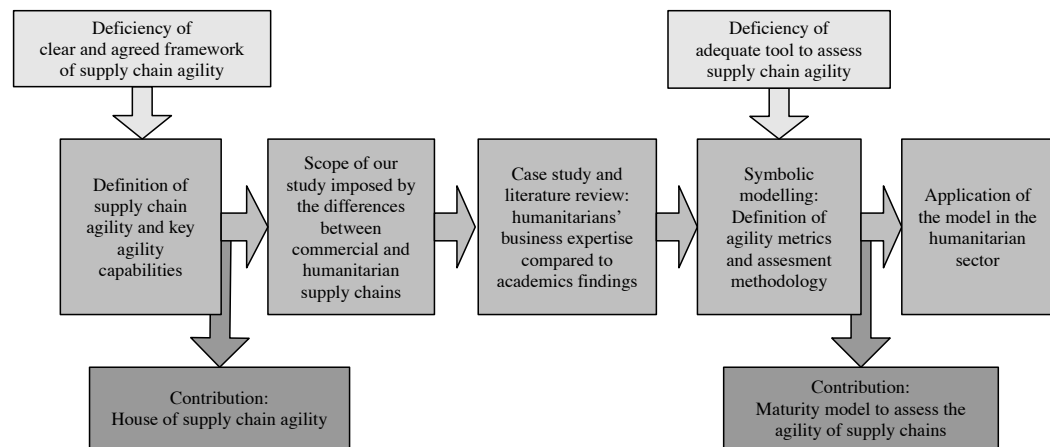 Deficiency of
clear and agreed framework
of supply chain agility
Deficiency of
adequate tool to assess
supply chain agility
Definition of
supply chain
agility and key
agility
capabilities
Scope of our
study imposed by
the differences
between
commercial and
humanitarian
supply chains
Case study and
literature review:
humanitarians’
business expertise
compared to
academics findings
Symbolic
modelling:
Definition of
agility metrics
and assesment
methodology
Application of
the model in the
humanitarian
sector
Contribution:
House of supply chain agility
Contribution:
Maturity model to assess the
agility of supply chains